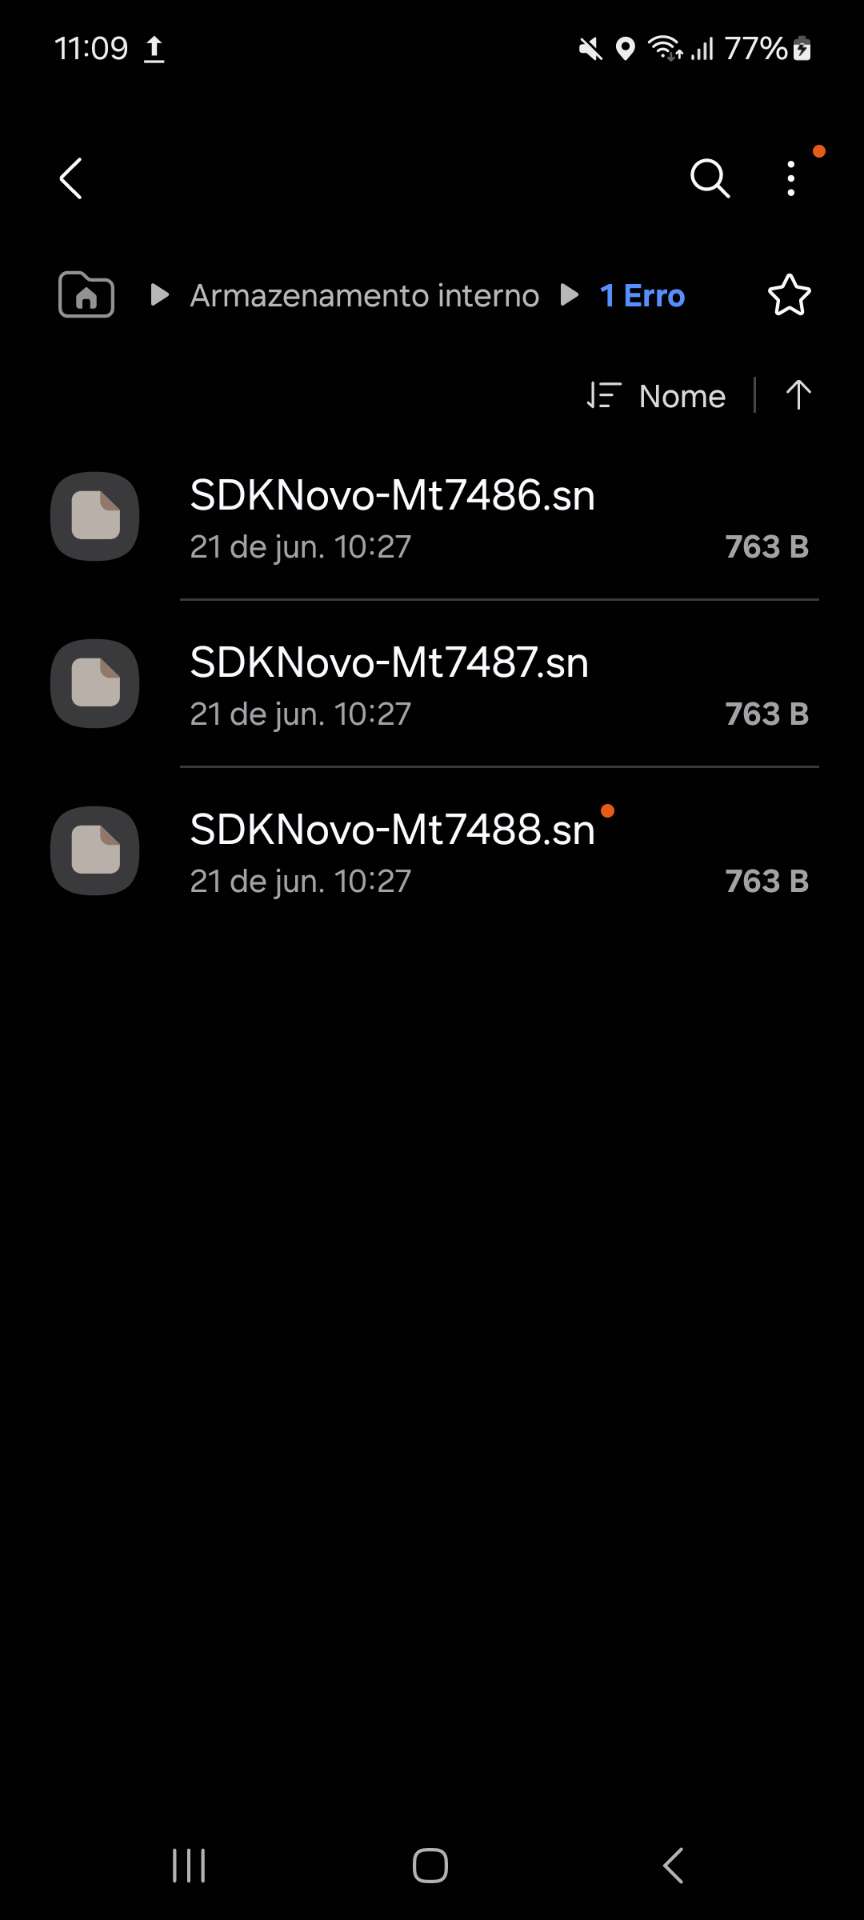 11:09 77%
Armazenamento interno 1 Erro
Nome
SDKNovo-Mt7486.sn
21 de jun. 10:27 763 B
SDKNovo-Mt7487.sn
21 de jun. 10:27 763 B
SDKNovo-Mt7488.sn
21 de jun. 10:27 763 B